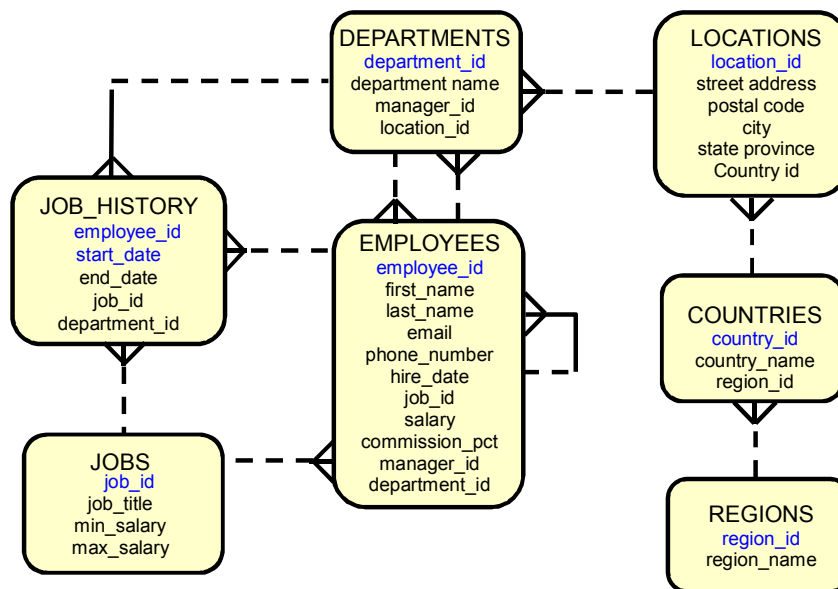 DEPARTMENTS
department_id
department name
manager_id
location_id
LOCATIONS
location_id
street address
postal code
city
state province
Country id
JOB_HISTORY
employee_id
start_date
end_date
job_id
department_id
EMPLOYEES
employee_id
first_name
last_name
email
phone_number
hire_date
job_id
salary
commission_pct
manager_id
department_id
COUNTRIES
country_id
country_name
region_id
JOBS
job_id
job_title
min_salary
max_salary
REGIONS
region_id
region_name